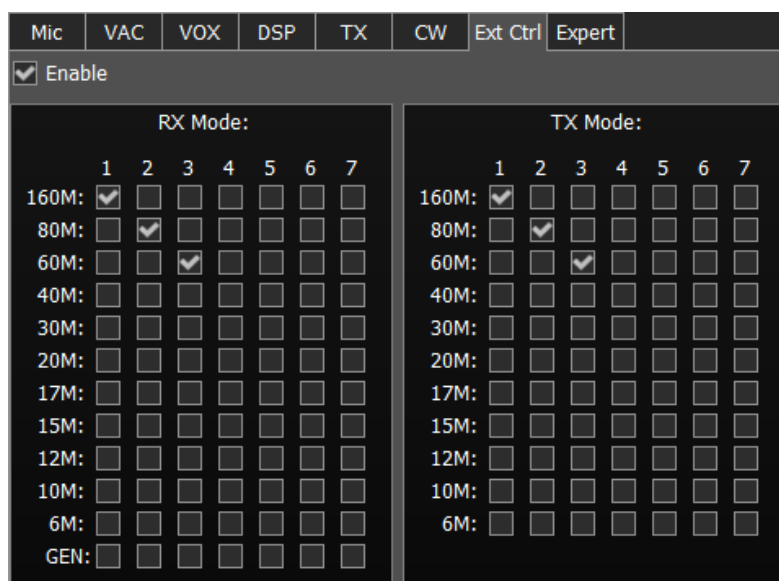 Mic VAC VOX DSP TX CW Ext Ctrl Expert
Enable
RX Mode:
1 2 3 4 5 6 7
160M:
80M:
60M:
40M:
30M:
20M:
17M:
15M:
12M:
10M:
6M:
GEN:
TX Mode:
1 2 3 4 5 6 7
160M:
80M:
60M:
40M:
30M:
20M:
17M:
15M:
12M:
10M:
6M: